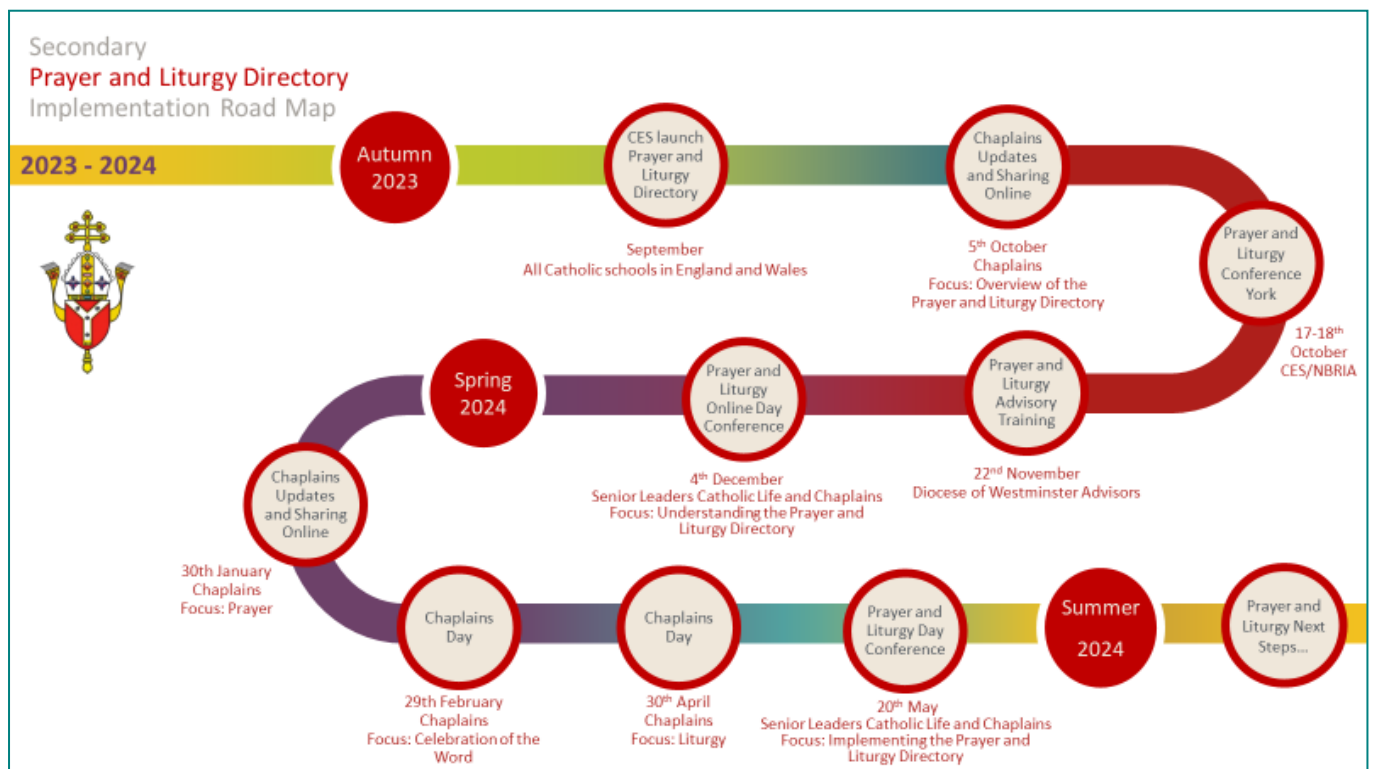 Secondary
Prayer and Liturgy Directory
Implementation Road Map
2023 - 2024
Autumn
2023
CES launch
Prayer and
Liturgy
Directory
September
All Catholic schools in England and Wales
Chaplains
Updates
and Sharing
Online
5th October
Chaplains
Focus: Overview of the
Prayer and Liturgy Directory
Prayer and
Liturgy
Conference
York
17-18th
October
CES/NBRIA
Prayer and
Liturgy
Advisory
Training
22nd November
Diocese of Westminster Advisors
Prayer and
Liturgy
Online Day
Conference
4th December
Senior Leaders Catholic Life and Chaplains
Focus: Understanding the Prayer and
Liturgy Directory
Spring
2024
Chaplains
Updates
and Sharing
Online
30th January
Chaplains
Focus: Prayer
Chaplains
Day
29th February
Chaplains
Focus: Celebration of the
Word
Chaplains
Day
30th April
Chaplains
Focus: Liturgy
Prayer and
Liturgy Day
Conference
20th May
Senior Leaders Catholic Life and Chaplains
Focus: Implementing the Prayer and
Liturgy Directory
Summer
2024
Prayer and
Liturgy Next
Steps...